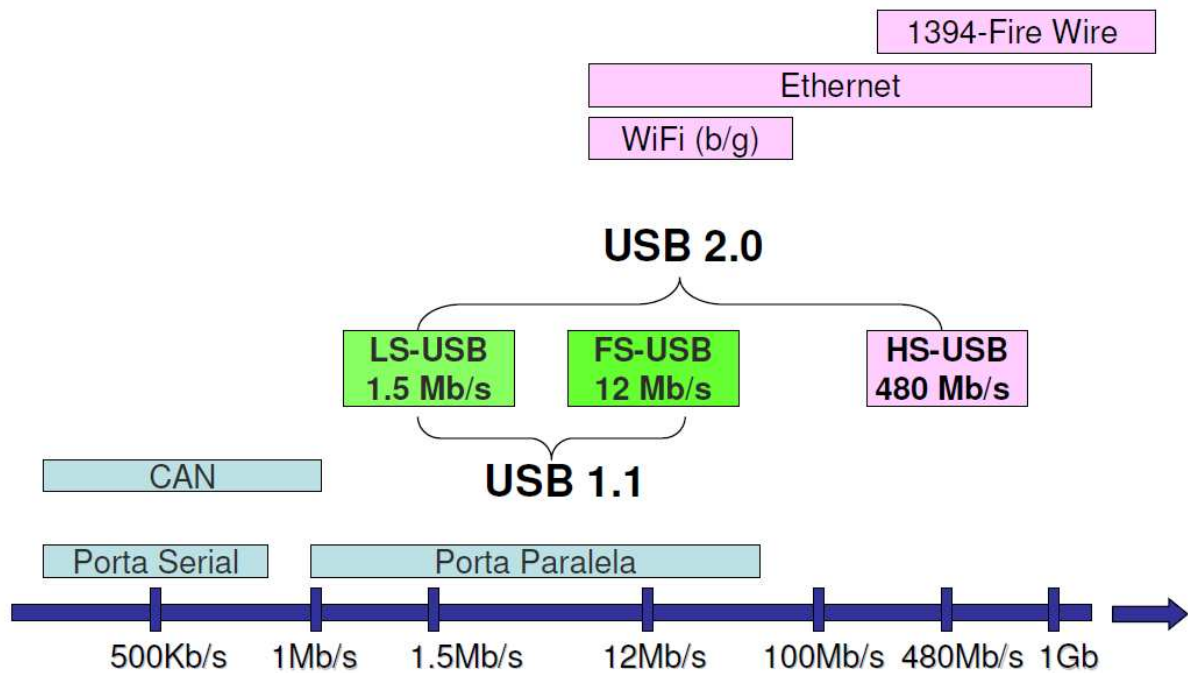 1394-Fire Wire
Ethernet
WiFi (b/g)
USB 2.0
LS-USB
1.5 Mb/s
FS-USB
12 Mb/s
HS-USB
480 Mb/s
USB 1.1
CAN
Porta Serial
Porta Paralela
500Kb/s 1Mb/s 1.5Mb/s 12Mb/s 100Mb/s 480Mb/s 1Gb